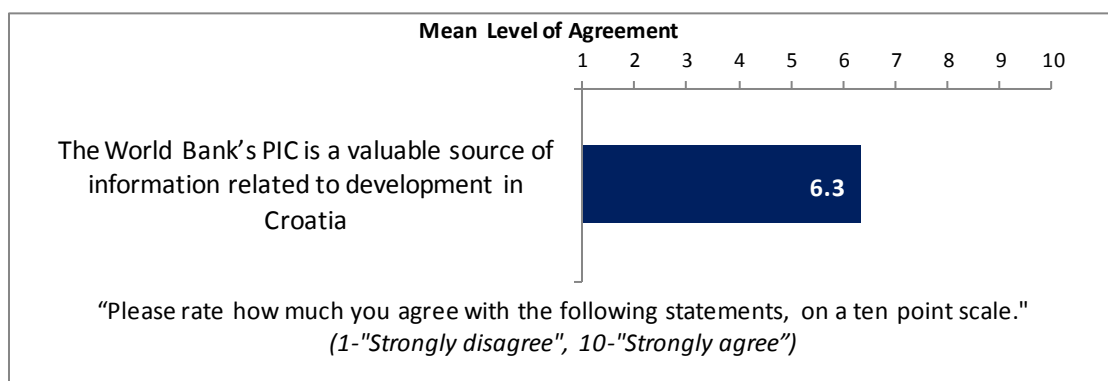 Mean Level of Agreement
1 2 3 4 5 6 7 8 9 10
The World Bank’s PIC is a valuable source of
information related to development in
Croatia
6.3
“Please rate how much you agree with the following statements, on a ten point scale."
(1-"Strongly disagree", 10-"Strongly agree”)